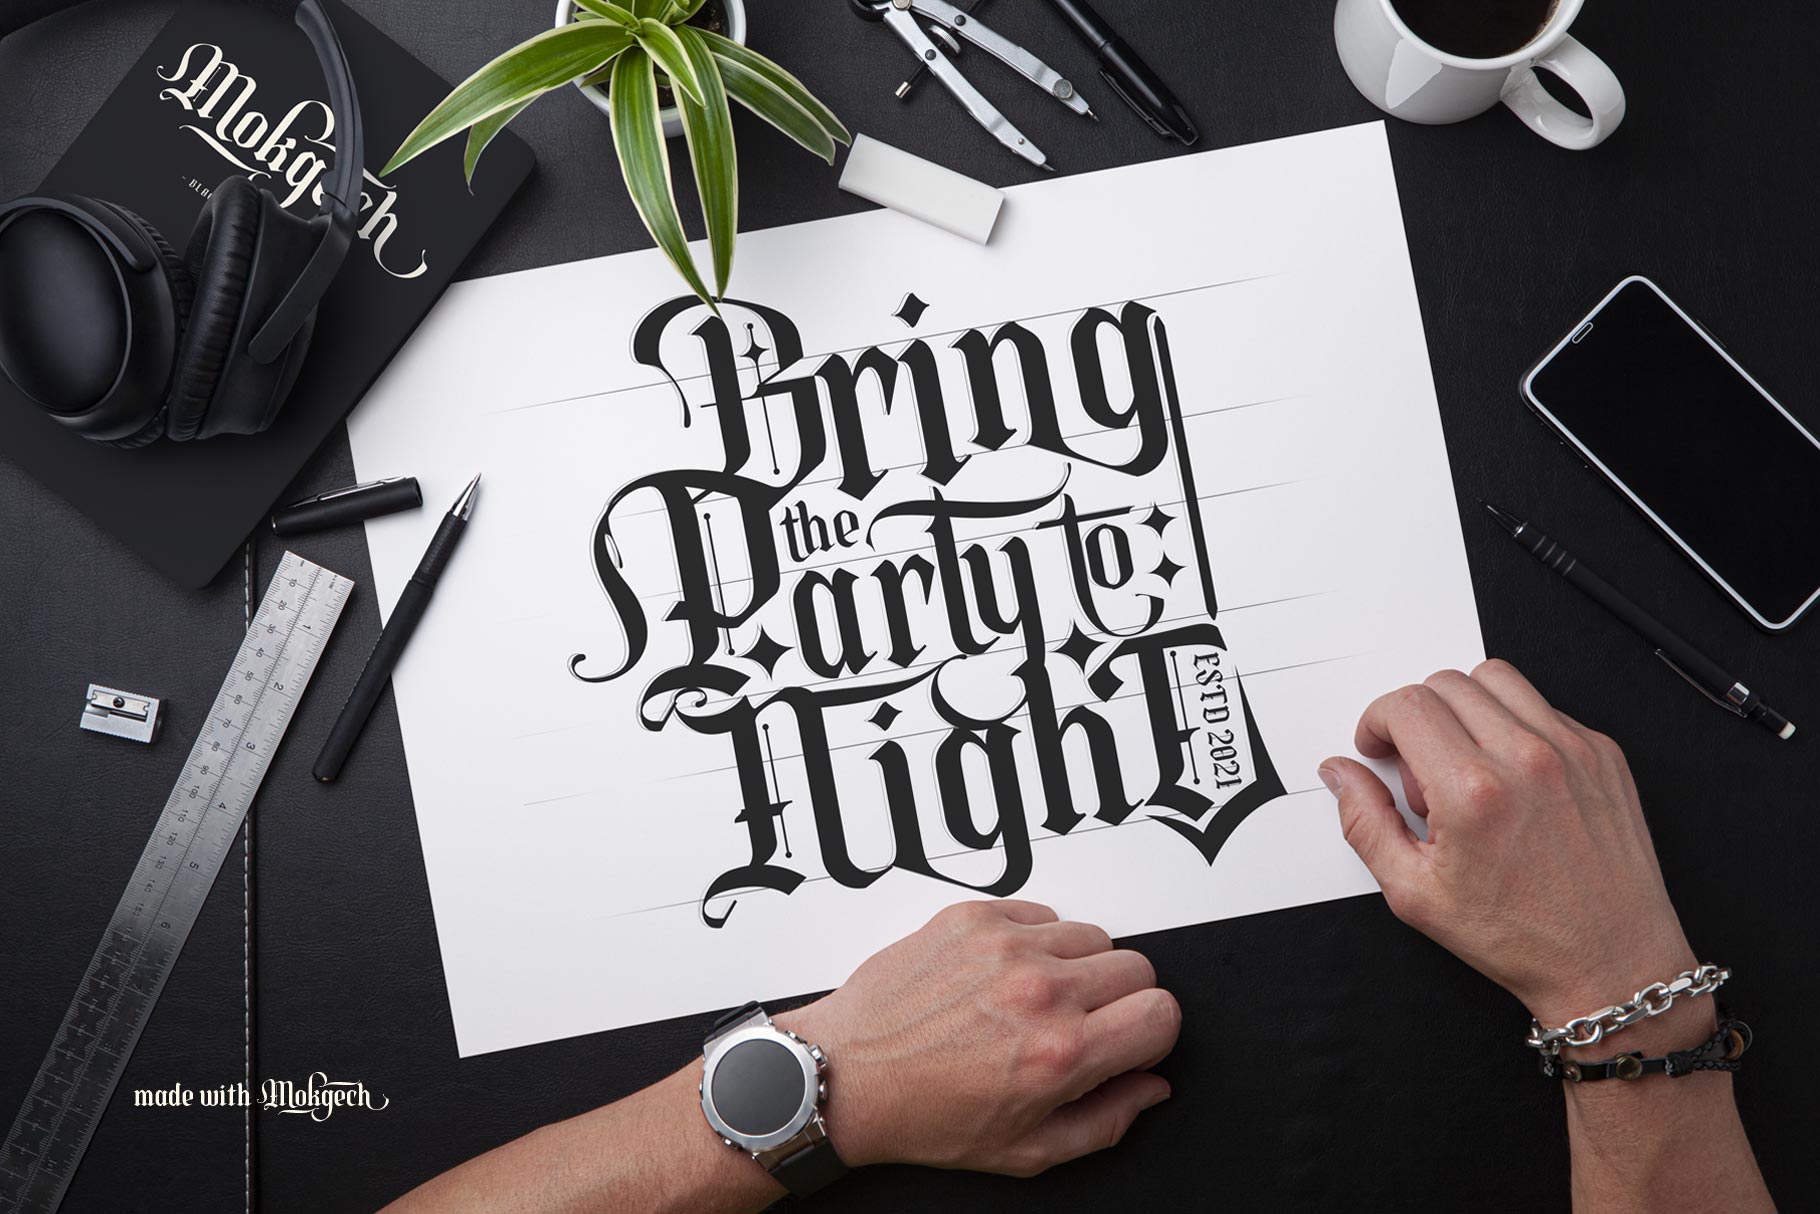 Mokgech
Bring
the
Party to
Night
ESTD 2021
made with Mokgech